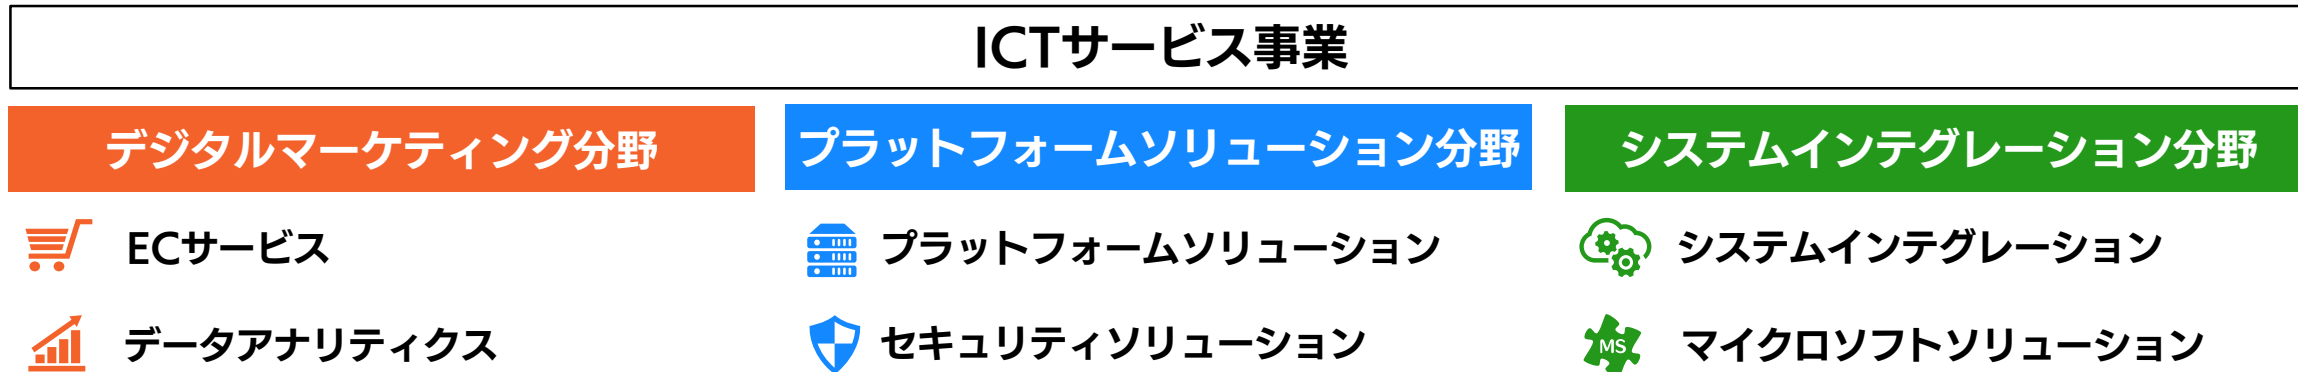 ICTサービス事業
デジタルマーケティング分野
ECサービス
データアナリティクス
プラットフォームソリューション分野
プラットフォームソリューション
セキュリティソリューション
システムインテグレーション分野
システムインテグレーション
MS
マイクロソフトソリューション